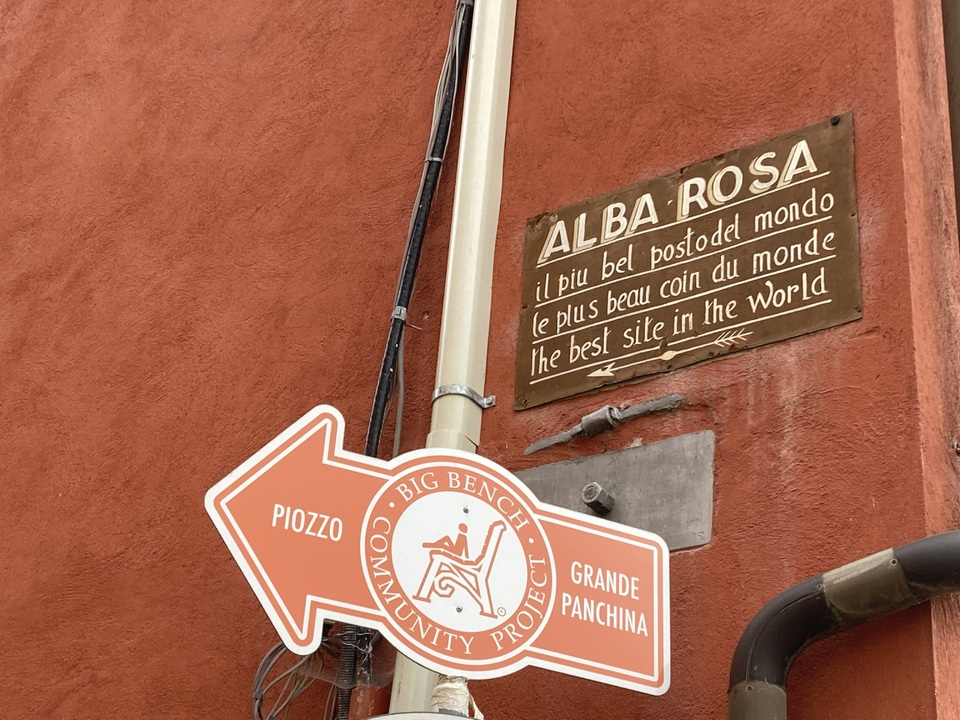 ALBA ROSA
il piu bel posto del mondo
le plus beau coin du monde
the best site in the world
PIOZZO
BIG BENCH
COMMUNITY PROJECT
GRANDE
PANCHINA